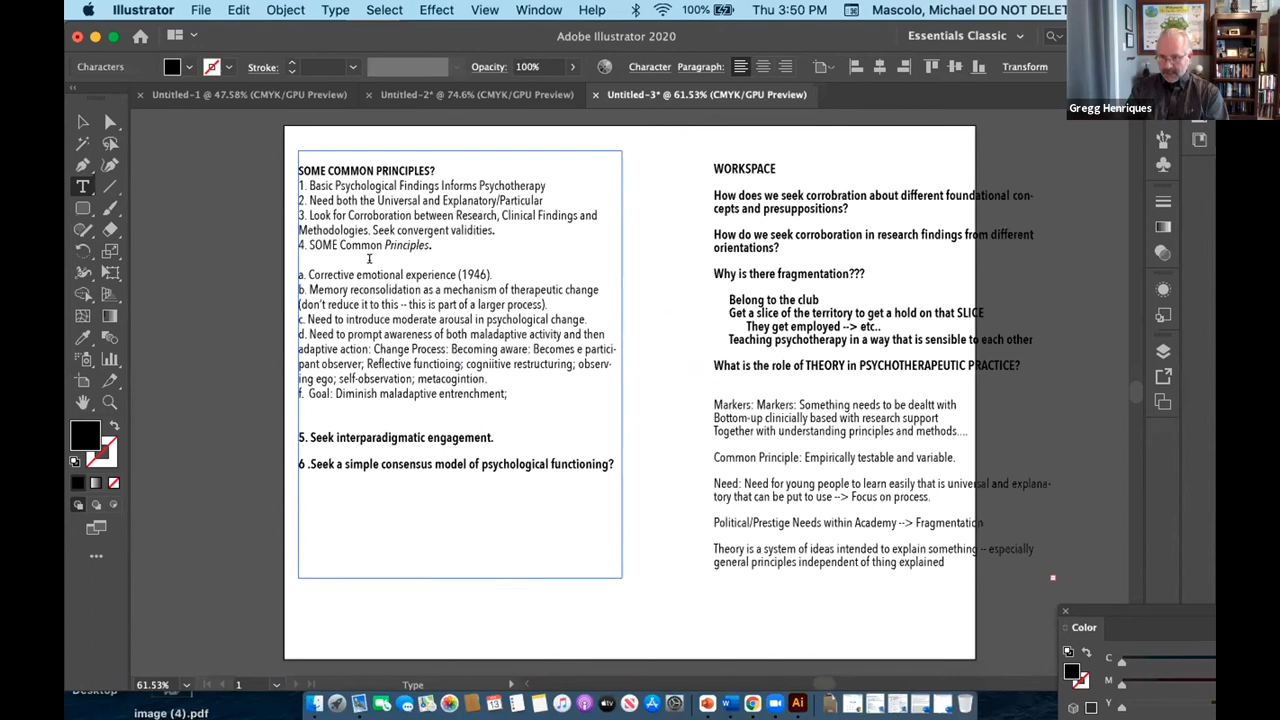 Illustrator File Edit Object Type Select Effect View Window Help 100% Thu 3:50 PM Mascolo, Michael DO NOT DELET
Adobe Illustrator 2020
Essentials Classic
Characters Stroke: Opacity: 100% Character Paragraph: Transform
Gregg Henriques
× Untitled-1 @ 47.58% (CMYK/GPU Preview) × Untitled-2* @ 74.6% (CMYK/GPU Preview) × Untitled-3* @ 61.53% (CMYK/GPU Preview)
SOME COMMON PRINCIPLES?
1. Basic Psychological Findings Informs Psychotherapy
2. Need both the Universal and Explanatory/Particular
3. Look for Corroboration between Research, Clinical Findings and
Methodologies. Seek convergent validities.
4. SOME Common Principles.
a. Corrective emotional experience (1946).
b. Memory reconsolidation as a mechanism of therapeutic change
(don't reduce it to this -- this is part of a larger process).
c. Need to introduce moderate arousal in psychological change.
d. Need to prompt awareness of both maladaptive activity and then
adaptive action: Change Process: Becoming aware: Becomes e partici-
pant observer; Reflective functioing; cogniitive restructuring; observ-
ing ego; self-observation; metacogintion.
f. Goal: Diminish maladaptive entrenchment;
5. Seek interparadigmatic engagement.
6 .Seek a simple consensus model of psychological functioning?
WORKSPACE
How does we seek corrobration about different foundational con-
cepts and presuppositions?
How do we seek corroboration in research findings from different
orientations?
Why is there fragmentation???
Belong to the club
Get a slice of the territory to get a hold on that SLICE
They get employed --> etc..
Teaching psychotherapy in a way that is sensible to each other
What is the role of THEORY in PSYCHOTHERAPEUTIC PRACTICE?
Markers: Markers: Something needs to be dealtt with
Bottom-up clinicially based with research support
Together with understanding principles and methods....
Common Principle: Empirically testable and variable.
Need: Need for young people to learn easily that is universal and explana-
tory that can be put to use --> Focus on process.
Political/Prestige Needs within Academy --> Fragmentation
Theory is a system of ideas intended to explain something -- especially
general principles independent of thing explained
Color
C
M
Y
61.53% 1 Type
Desktop
image (4).pdf